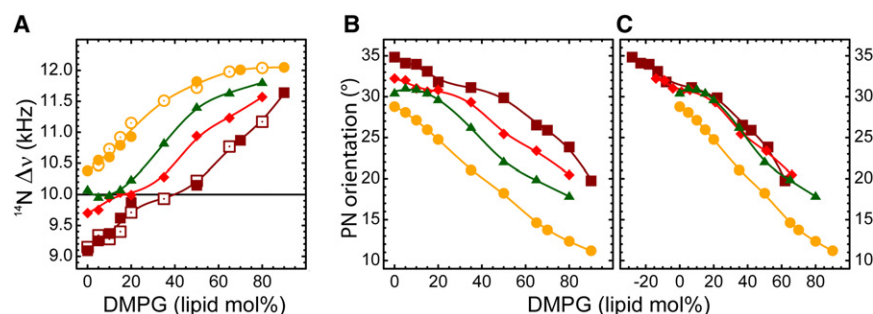 A
¹⁴N Δν (kHz)
12.0
11.5
11.0
10.5
10.0
9.5
9.0
0 20 40 60 80
DMPG (lipid mol%)
B
PN orientation (°)
35
30
25
20
15
10
0 20 40 60 80
DMPG (lipid mol%)
C
35
30
25
20
15
10
-20 0 20 40 60 80